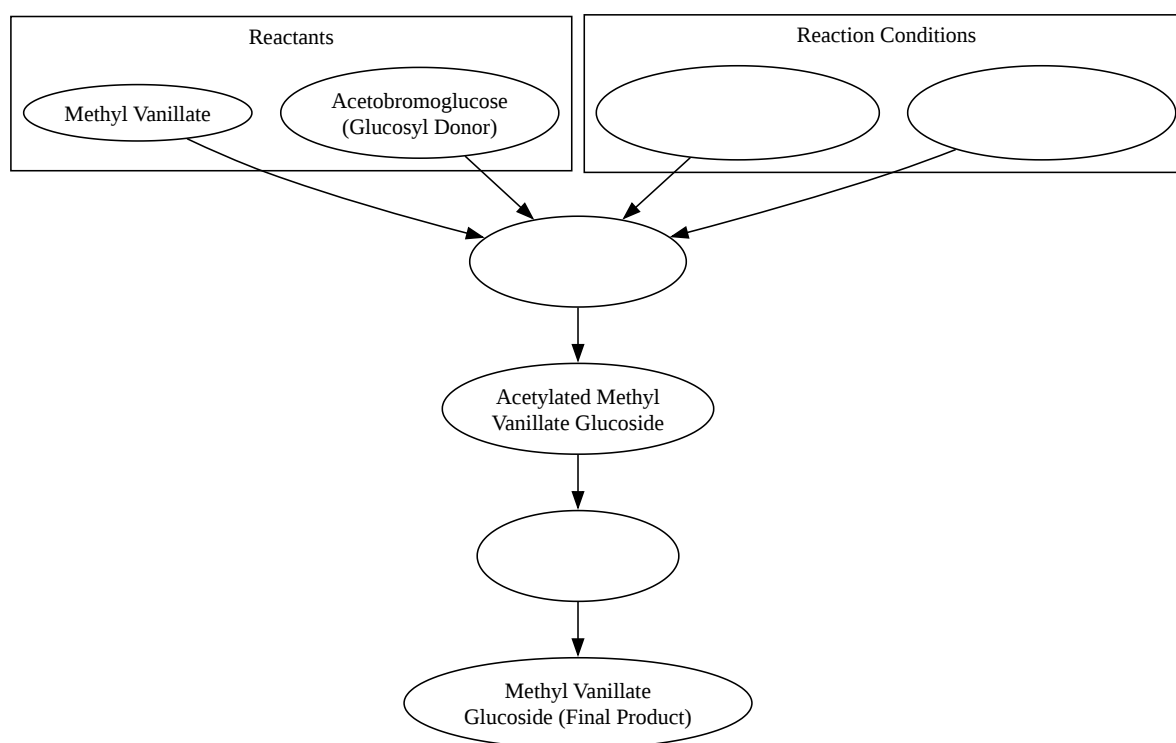 Reactants
Reaction Conditions
Methyl Vanillate
Acetobromoglucose
(Glucosyl Donor)
Acetylated Methyl
Vanillate Glucoside
Methyl Vanillate
Glucoside (Final Product)